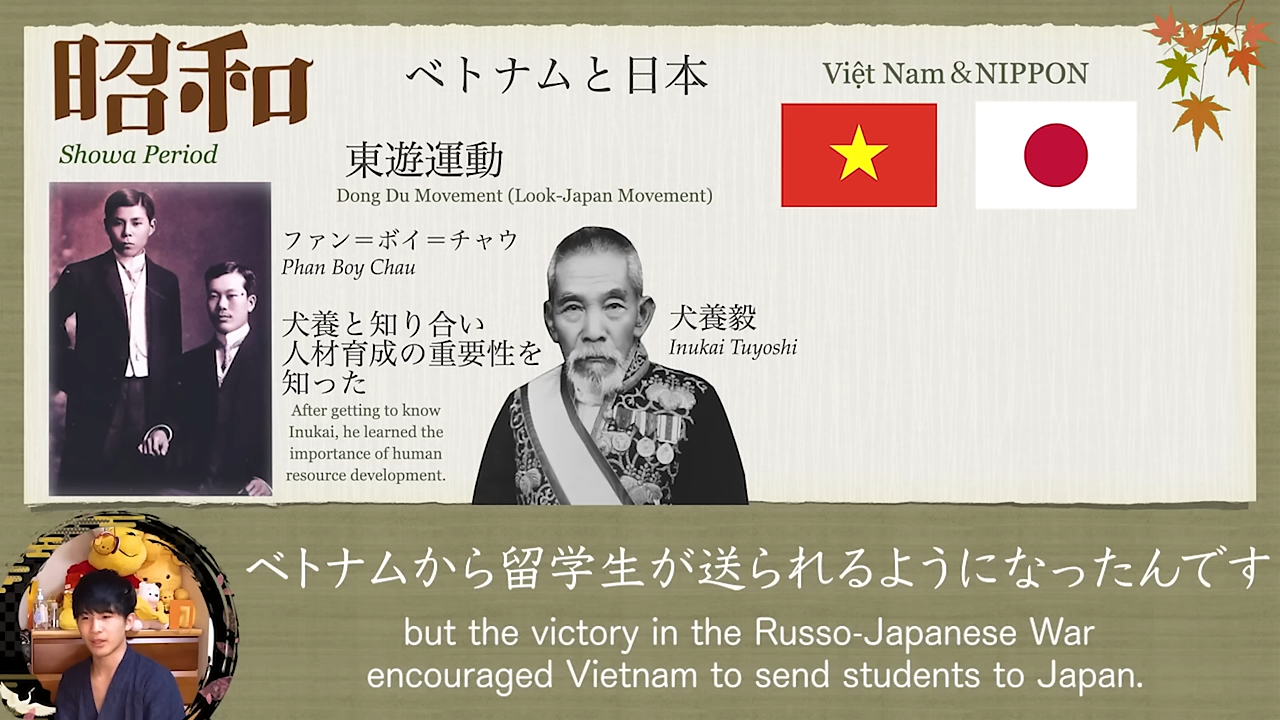 昭和
Showa Period
ベトナムと日本
Việt Nam＆NIPPON
東遊運動
Dong Du Movement (Look-Japan Movement)
ファン＝ボイ＝チャウ
Phan Boy Chau
犬養と知り合い
人材育成の重要性を
知った
After getting to know
Inukai, he learned the
importance of human
resource development.
犬養毅
Inukai Tuyoshi
ベトナムから留学生が送られるようになったんです
but the victory in the Russo-Japanese War
encouraged Vietnam to send students to Japan.